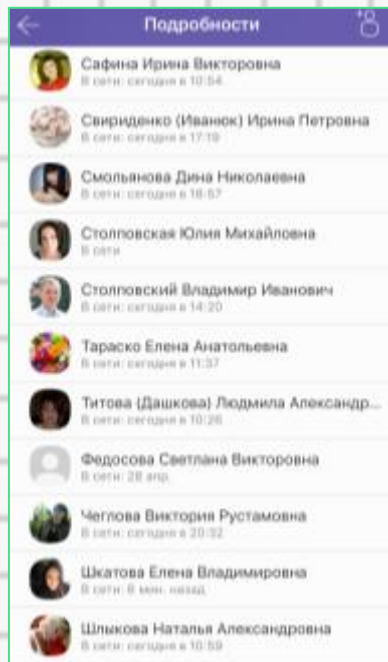 Подробности
Сафина Ирина Викторовна
В сети: сегодня в 10:54
Свириденко (Иванюк) Ирина Петровна
В сети: сегодня в 17:19
Смольянова Дина Николаевна
В сети: сегодня в 16:57
Столповская Юлия Михайловна
В сети
Столповский Владимир Иванович
В сети: сегодня в 14:20
Тараско Елена Анатольевна
В сети: сегодня в 11:37
Титова (Дашкова) Людмила Александр...
В сети: сегодня в 10:26
Федосова Светлана Викторовна
В сети: 28 апр.
Чеглова Виктория Рустамовна
В сети: сегодня в 20:32
Шкатова Елена Владимировна
В сети: 6 мин. назад
Шлыкова Наталья Александровна
В сети: сегодня в 10:59